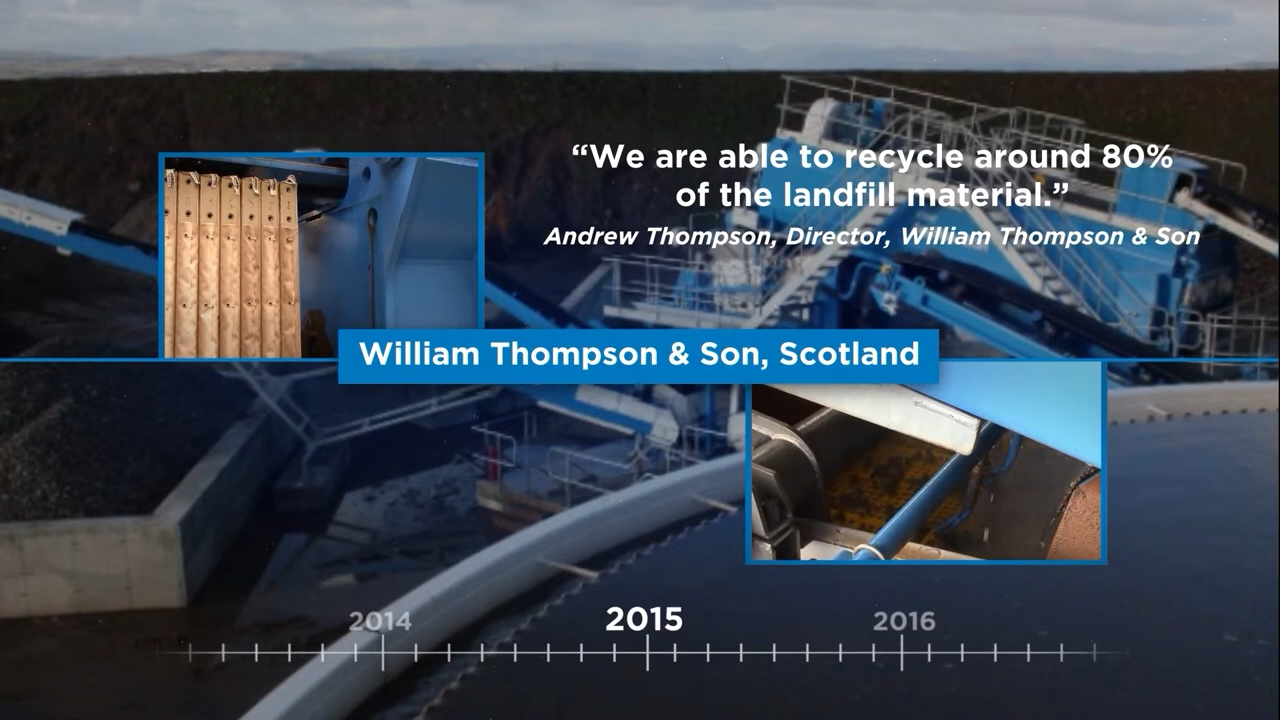 “We are able to recycle around 80%
of the landfill material.”
Andrew Thompson, Director, William Thompson & Son
William Thompson & Son, Scotland
2014
2015
2016